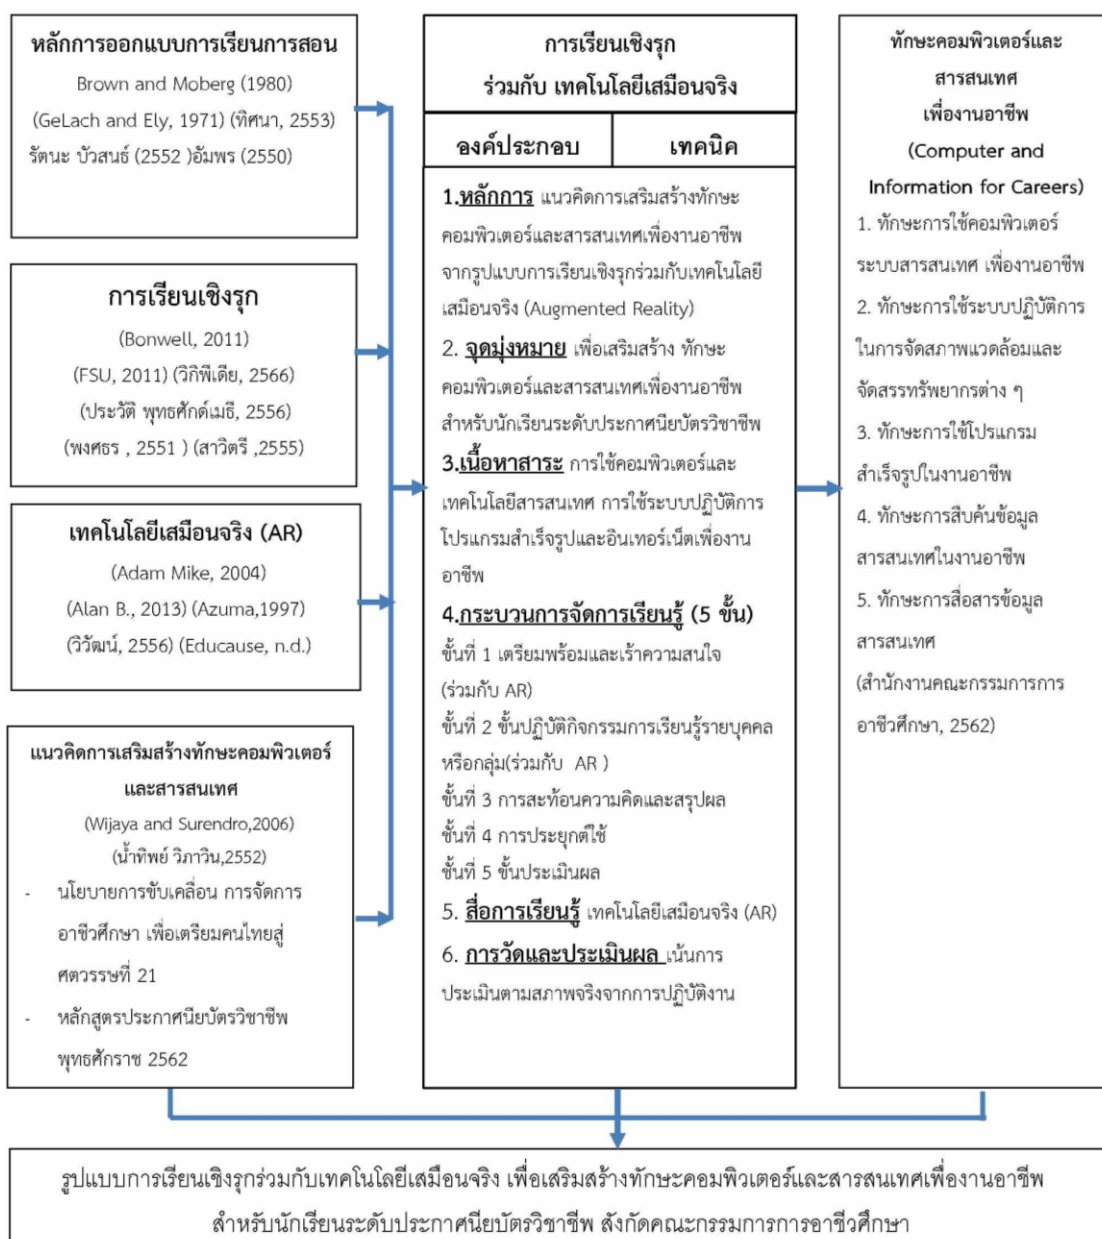 หลักการออกแบบการเรียนการสอน
Brown and Moberg (1980)
(GeLach and Ely, 1971) (ทิศนา, 2553)
รัตนะ บัวสนธ์ (2552 )อัมพร (2550)
การเรียนเชิงรุก
(Bonwell, 2011)
(FSU, 2011) (วิกิพีเดีย, 2566)
(ประวัติ พุทธศักดิ์เมธี, 2556)
(พงศธร , 2551 ) (สาวิตรี ,2555)
เทคโนโลยีเสมือนจริง (AR)
(Adam Mike, 2004)
(Alan B., 2013) (Azuma,1997)
(วิวัฒน์, 2556) (Educause, n.d.)
แนวคิดการเสริมสร้างทักษะคอมพิวเตอร์
และสารสนเทศ
(Wijaya and Surendro,2006)
(น้ำทิพย์ วิภาวิน,2552)
- นโยบายการขับเคลื่อน การจัดการ
อาชีวศึกษา เพื่อเตรียมคนไทยสู่
ศตวรรษที่ 21
- หลักสูตรประกาศนียบัตรวิชาชีพ
พุทธศักราช 2562
การเรียนเชิงรุก
ร่วมกับ เทคโนโลยีเสมือนจริง
องค์ประกอบ เทคนิค
1.หลักการ แนวคิดการเสริมสร้างทักษะ
คอมพิวเตอร์และสารสนเทศเพื่องานอาชีพ
จากรูปแบบการเรียนเชิงรุกร่วมกับเทคโนโลยี
เสมือนจริง (Augmented Reality)
2. จุดมุ่งหมาย เพื่อเสริมสร้าง ทักษะ
คอมพิวเตอร์และสารสนเทศเพื่องานอาชีพ
สำหรับนักเรียนระดับประกาศนียบัตรวิชาชีพ
3.เนื้อหาสาระ การใช้คอมพิวเตอร์และ
เทคโนโลยีสารสนเทศ การใช้ระบบปฏิบัติการ
โปรแกรมสำเร็จรูปและอินเทอร์เน็ตเพื่องาน
อาชีพ
4.กระบวนการจัดการเรียนรู้ (5 ขั้น)
ขั้นที่ 1 เตรียมพร้อมและเร้าความสนใจ
(ร่วมกับ AR)
ขั้นที่ 2 ขั้นปฏิบัติกิจกรรมการเรียนรู้รายบุคคล
หรือกลุ่ม(ร่วมกับ AR )
ขั้นที่ 3 การสะท้อนความคิดและสรุปผล
ขั้นที่ 4 การประยุกต์ใช้
ขั้นที่ 5 ขั้นประเมินผล
5. สื่อการเรียนรู้ เทคโนโลยีเสมือนจริง (AR)
6. การวัดและประเมินผล เน้นการ
ประเมินตามสภาพจริงจากการปฏิบัติงาน
ทักษะคอมพิวเตอร์และ
สารสนเทศ
เพื่องานอาชีพ
(Computer and
Information for Careers)
1. ทักษะการใช้คอมพิวเตอร์
ระบบสารสนเทศ เพื่องานอาชีพ
2. ทักษะการใช้ระบบปฏิบัติการ
ในการจัดสภาพแวดล้อมและ
จัดสรรทรัพยากรต่าง ๆ
3. ทักษะการใช้โปรแกรม
สำเร็จรูปในงานอาชีพ
4. ทักษะการสืบค้นข้อมูล
สารสนเทศในงานอาชีพ
5. ทักษะการสื่อสารข้อมูล
สารสนเทศ
(สำนักงานคณะกรรมการการ
อาชีวศึกษา, 2562)
รูปแบบการเรียนเชิงรุกร่วมกับเทคโนโลยีเสมือนจริง เพื่อเสริมสร้างทักษะคอมพิวเตอร์และสารสนเทศเพื่องานอาชีพ
สำหรับนักเรียนระดับประกาศนียบัตรวิชาชีพ สังกัดคณะกรรมการการอาชีวศึกษา